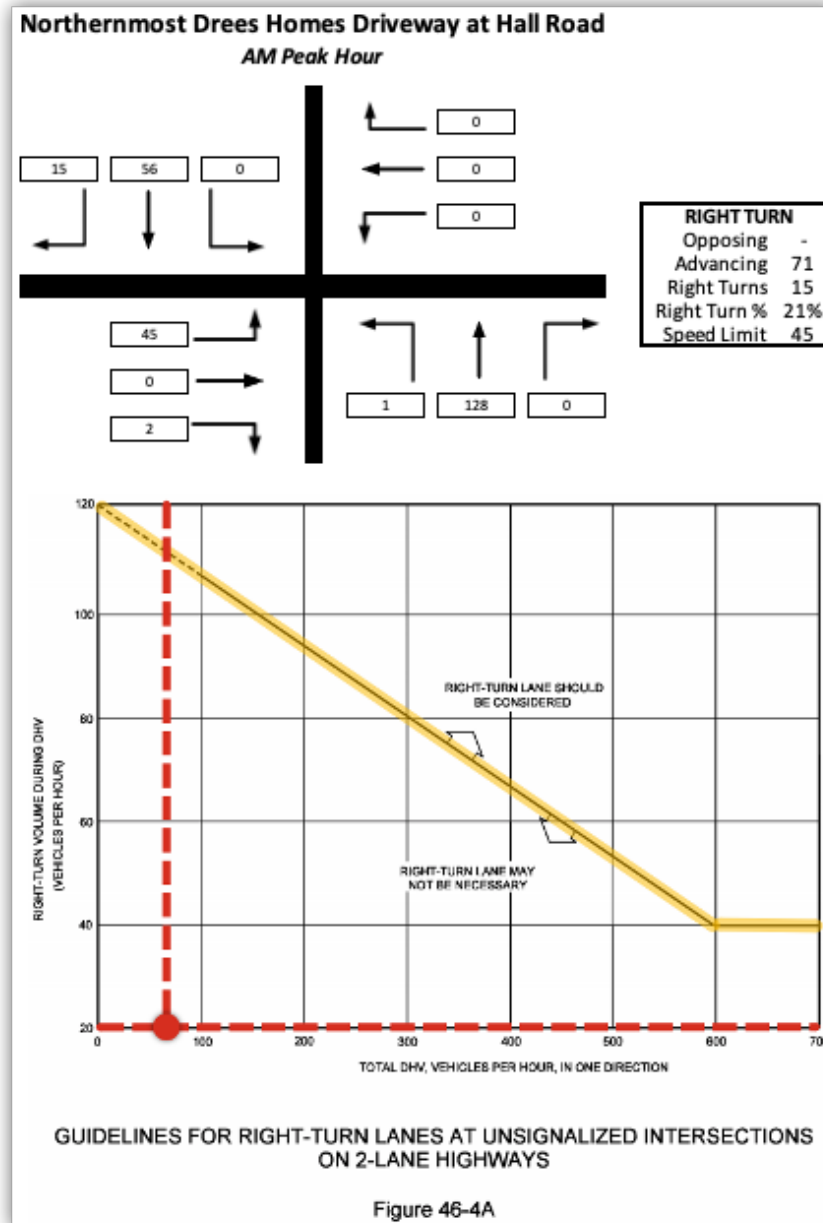 Northernmost Drees Homes Driveway at Hall Road
AM Peak Hour
0
15 56 0
0
0
RIGHT TURN
Opposing -
Advancing 71
Right Turns 15
Right Turn % 21%
Speed Limit 45
45
0
2
1 128 0
120
100
80
60
40
20
RIGHT-TURN VOLUME DURING DHV
(VEHICLES PER HOUR)
RIGHT-TURN LANE SHOULD
BE CONSIDERED
RIGHT-TURN LANE MAY
NOT BE NECESSARY
0 100 200 300 400 500 600 70
TOTAL DHV, VEHICLES PER HOUR, IN ONE DIRECTION
GUIDELINES FOR RIGHT-TURN LANES AT UNSIGNALIZED INTERSECTIONS
ON 2-LANE HIGHWAYS
Figure 46-4A